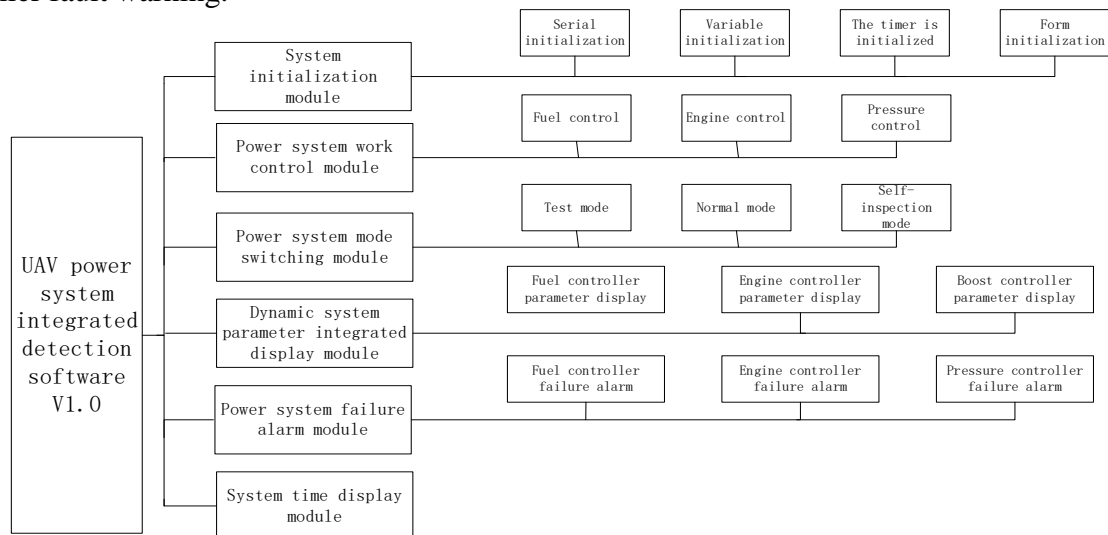 for fault warning.
Serial
initialization
Variable
initialization
The timer is
initialized
Form
initialization
System
initialization
module
Fuel control
Engine control
Pressure
control
Power system work
control module
Test mode
Normal mode
Self-
inspection
mode
Power system mode
switching module
UAV power
system
integrated
detection
software
V1.0
Fuel controller
parameter display
Engine controller
parameter display
Boost controller
parameter display
Dynamic system
parameter integrated
display module
Fuel controller
failure alarm
Engine controller
failure alarm
Pressure controller
failure alarm
Power system failure
alarm module
System time display
module